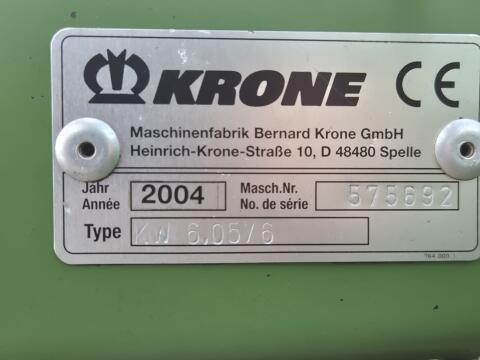 KRONE CE
Maschinenfabrik Bernard Krone GmbH
Heinrich-Krone-Straße 10, D 48480 Spelle
Jahr 2004 Masch.Nr. 575692
Année No. de série
Type KW 6,05/6